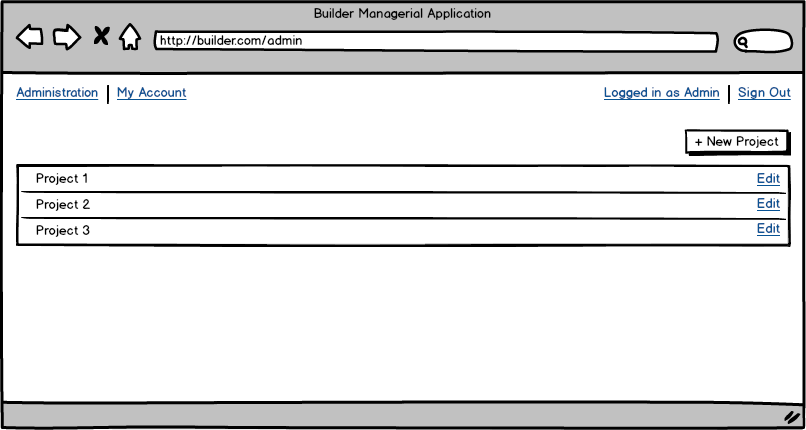 Builder Managerial Application
http://builder.com/admin
Administration My Account Logged in as Admin Sign Out
+ New Project
Project 1 Edit
Project 2 Edit
Project 3 Edit